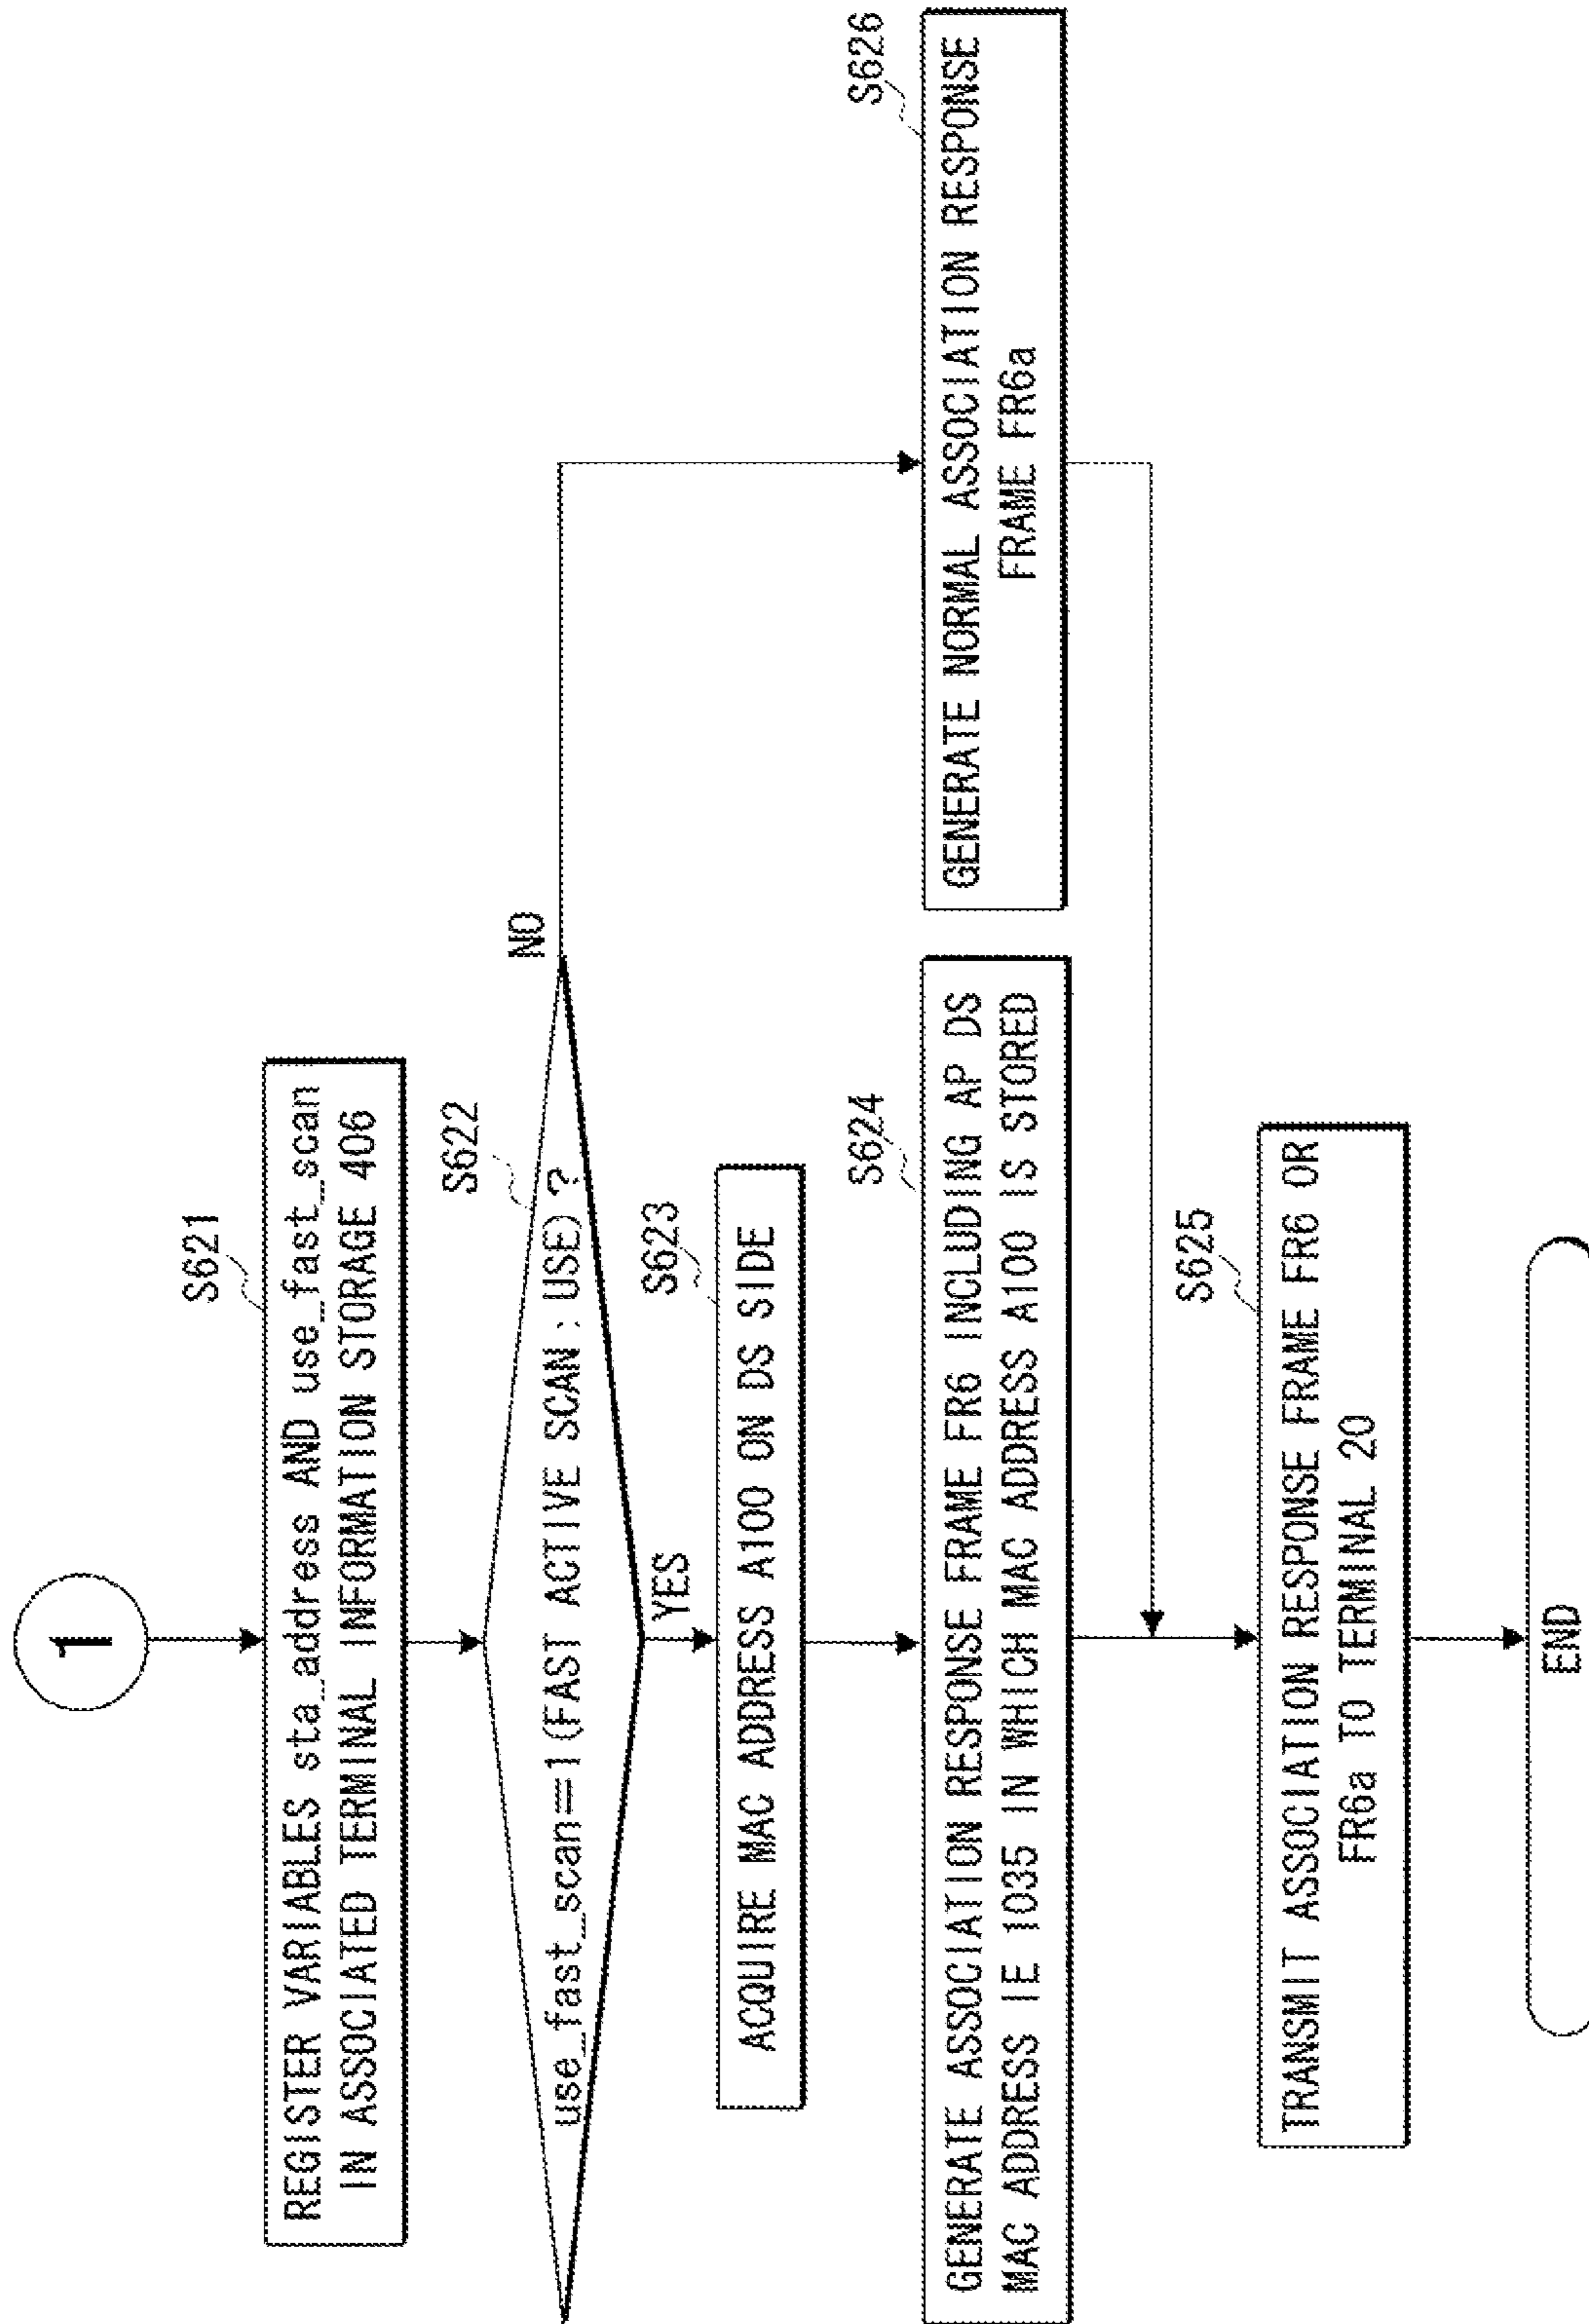 1
S621
REGISTER VARIABLES sta_address AND use_fast_scan
IN ASSOCIATED TERMINAL INFORMATION STORAGE 406
S622
use_fast_scan=1(FAST ACTIVE SCAN:USE)?
NO
YES
S623
ACQUIRE MAC ADDRESS A100 ON DS SIDE
S624
GENERATE ASSOCIATION RESPONSE FRAME FR6 INCLUDING AP DS
MAC ADDRESS IE 1035 IN WHICH MAC ADDRESS A100 IS STORED
S626
GENERATE NORMAL ASSOCIATION RESPONSE
FRAME FR6a
S625
TRANSMIT ASSOCIATION RESPONSE FRAME FR6 OR
FR6a TO TERMINAL 20
END